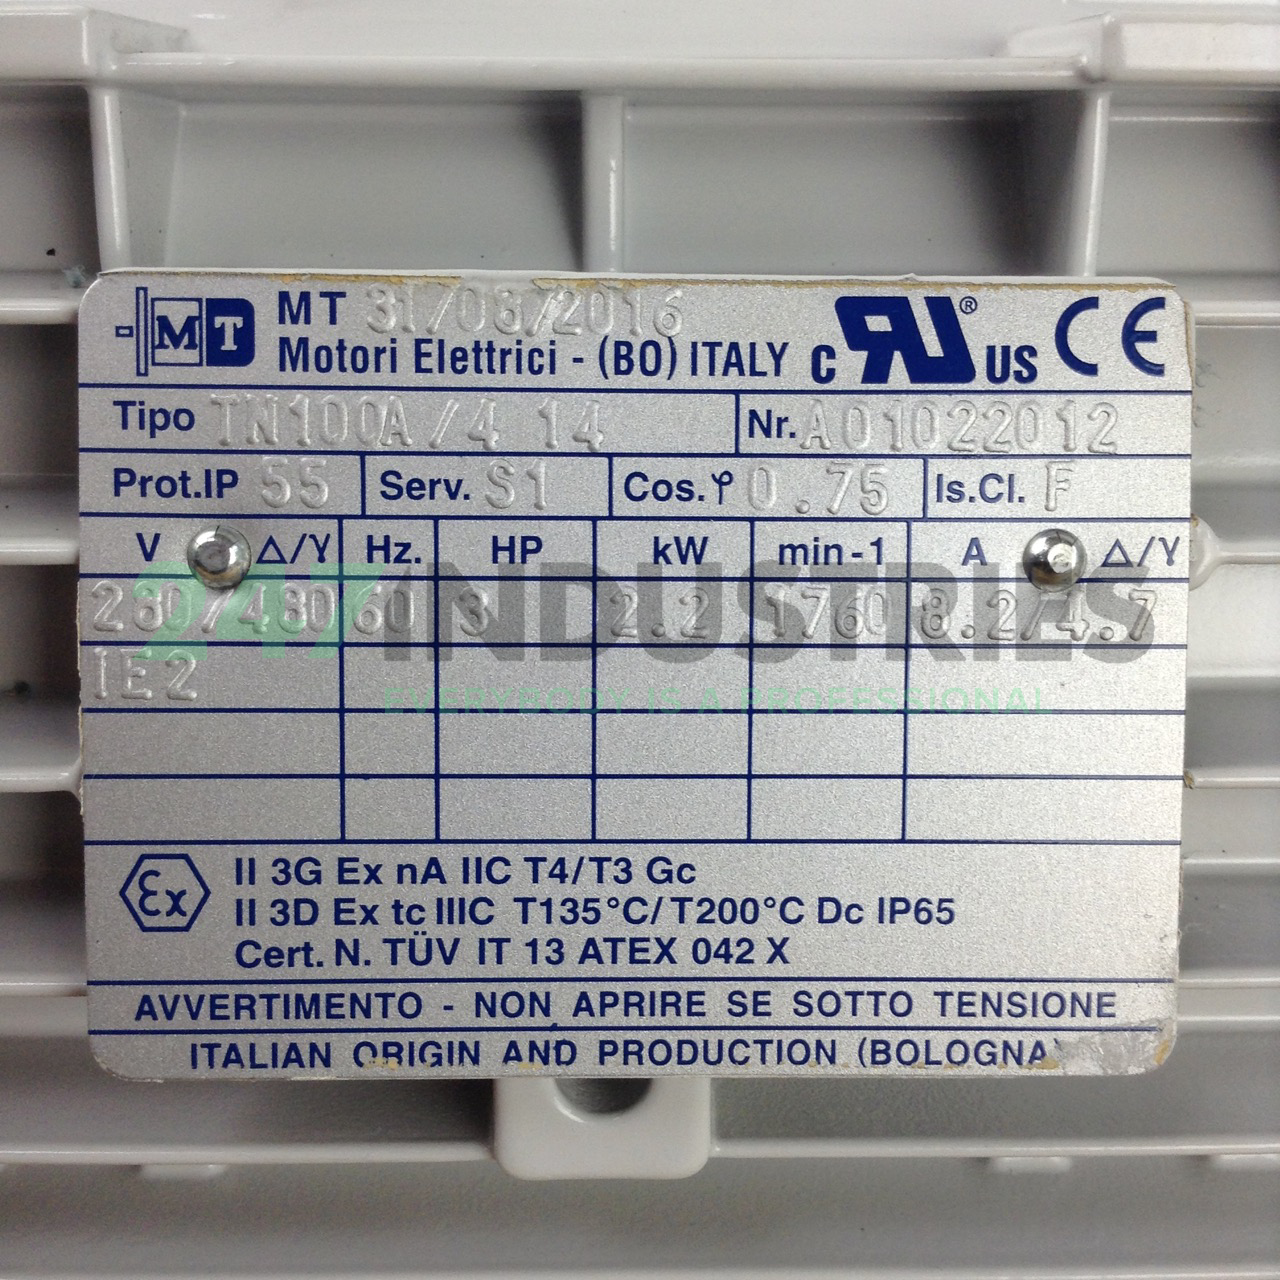 MT MT 31/08/2016
Motori Elettrici - (BO) ITALY c RU® US CE
Tipo TN100A/4 14 Nr. A01022012
Prot.IP 55 Serv. S1 Cos.φ 0.75 Is.Cl. F
V Δ/Y Hz. HP kW min-1 A Δ/Y
280/480 60 3 2.2 1760 8.2/4.7
IE2
247 INDUSTRIES
EVERYBODY IS A PROFESSIONAL
Ex II 3G Ex nA IIC T4/T3 Gc
II 3D Ex tc IIIC T135°C/T200°C Dc IP65
Cert. N. TÜV IT 13 ATEX 042 X
AVVERTIMENTO - NON APRIRE SE SOTTO TENSIONE
ITALIAN ORIGIN AND PRODUCTION (BOLOGNA)